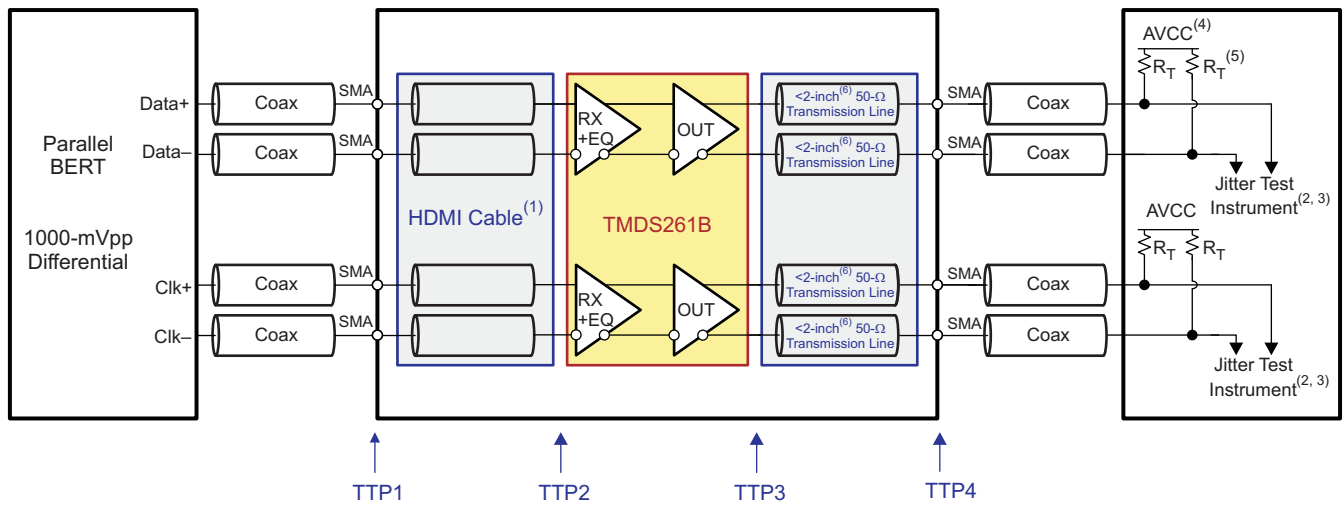 Parallel
BERT
1000-mVpp
Differential
Data+
Data–
Clk+
Clk–
Coax
Coax
Coax
Coax
SMA
SMA
SMA
SMA
HDMI Cable(1)
RX
+EQ
OUT
TMDS261B
RX
+EQ
OUT
<2-inch(6) 50-Ω
Transmission Line
<2-inch(6) 50-Ω
Transmission Line
<2-inch(6) 50-Ω
Transmission Line
<2-inch(6) 50-Ω
Transmission Line
SMA
SMA
SMA
SMA
Coax
Coax
Coax
Coax
AVCC(4)
RT
RT(5)
Jitter Test
Instrument(2, 3)
AVCC
RT
RT
Jitter Test
Instrument(2, 3)
TTP1
TTP2
TTP3
TTP4